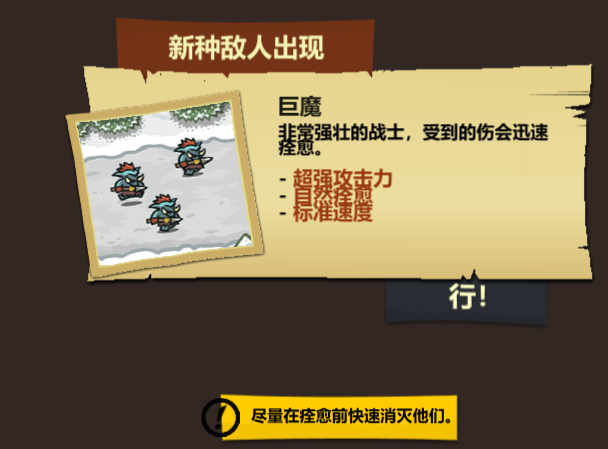 新种敌人出现
巨魔
非常强壮的战士，受到的伤会迅速
痊愈。
- 超强攻击力
- 自然痊愈
- 标准速度
行！
尽量在痊愈前快速消灭他们。